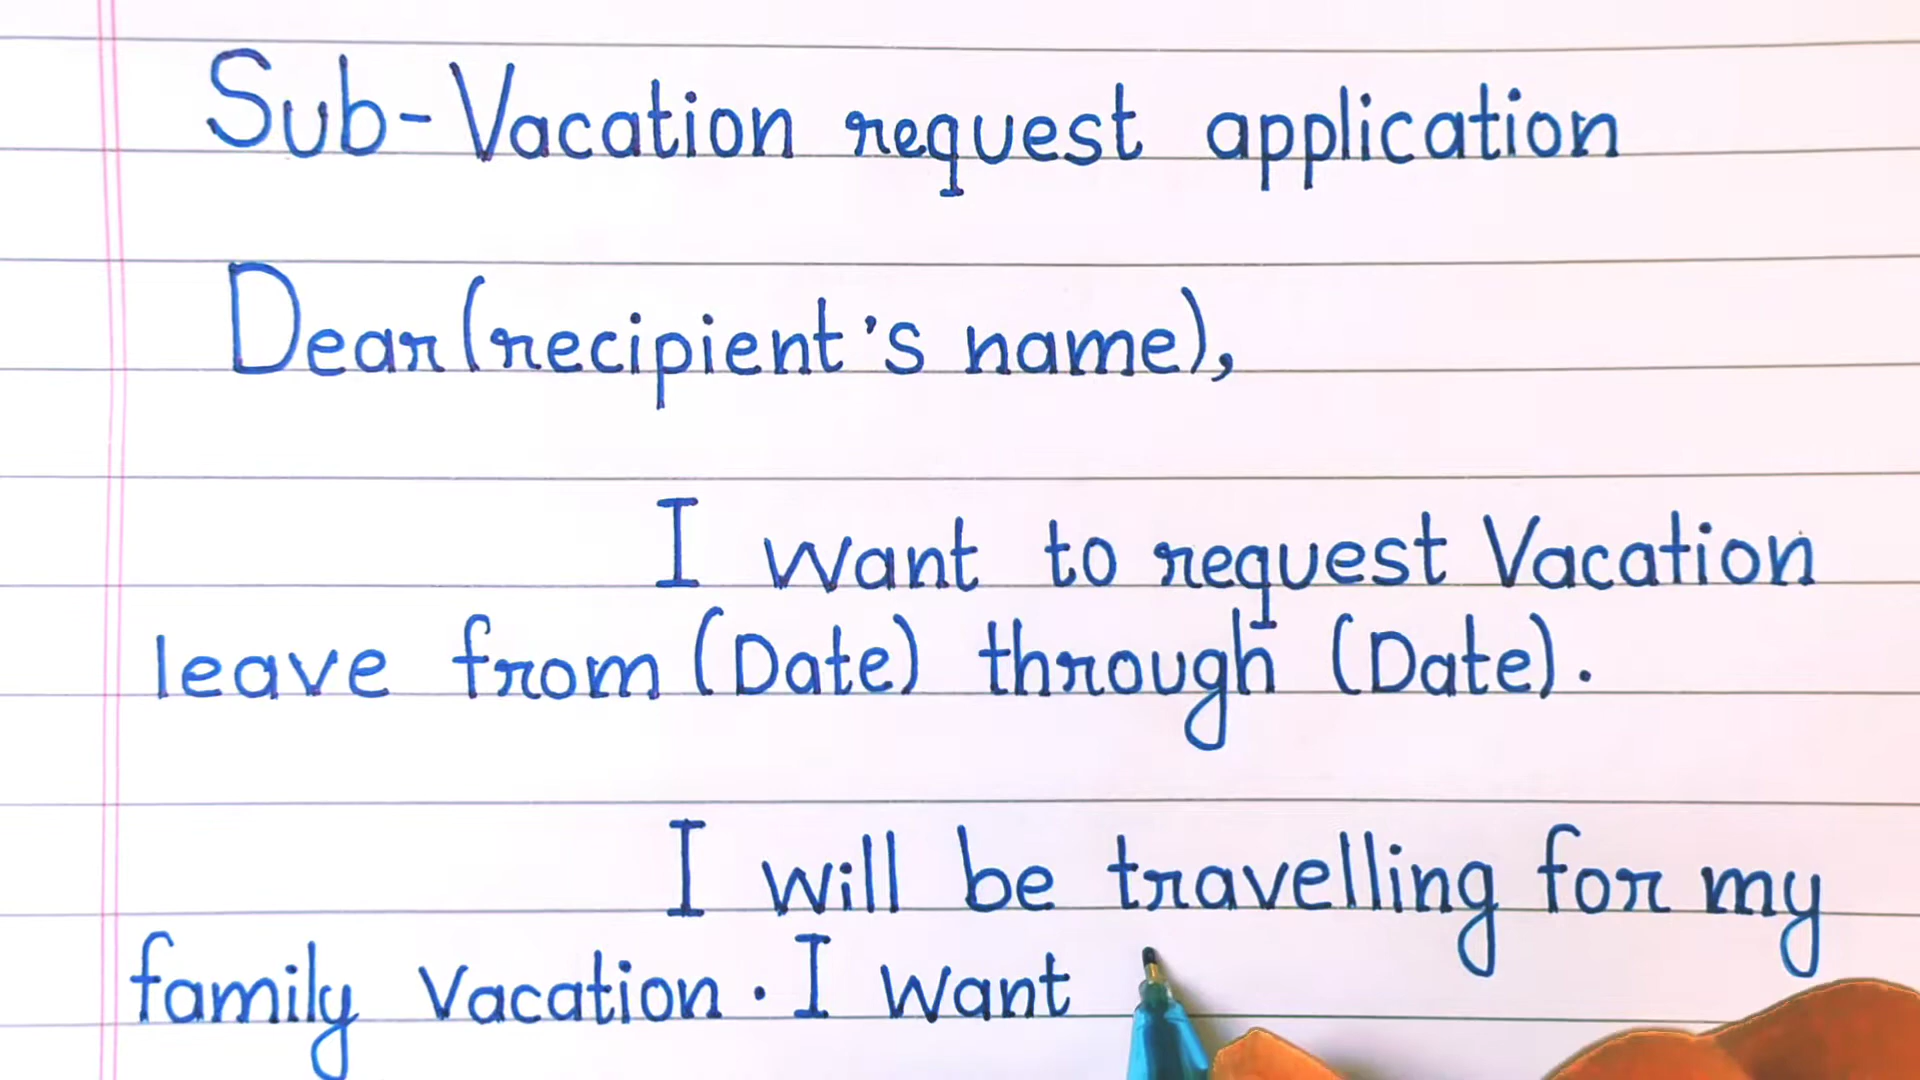 Sub-Vacation request application
Dear (recipient's name),
I want to request Vacation
leave from (Date) through (Date).
I will be travelling for my
family vacation. I want